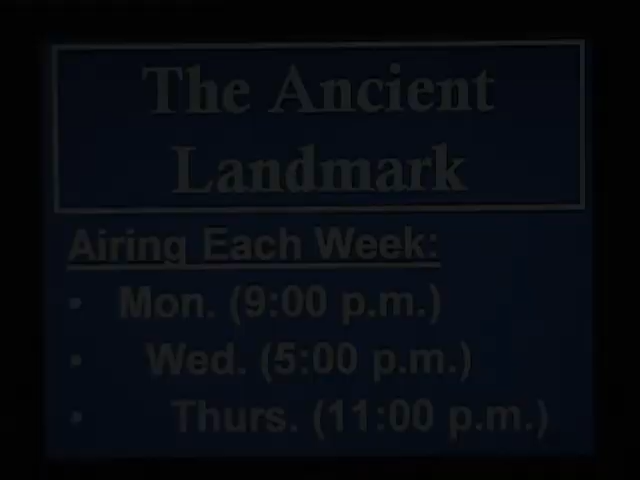 The Ancient
Landmark
Airing Each Week:
• Mon. (9:00 p.m.)
• Wed. (5:00 p.m.)
• Thurs. (11:00 p.m.)